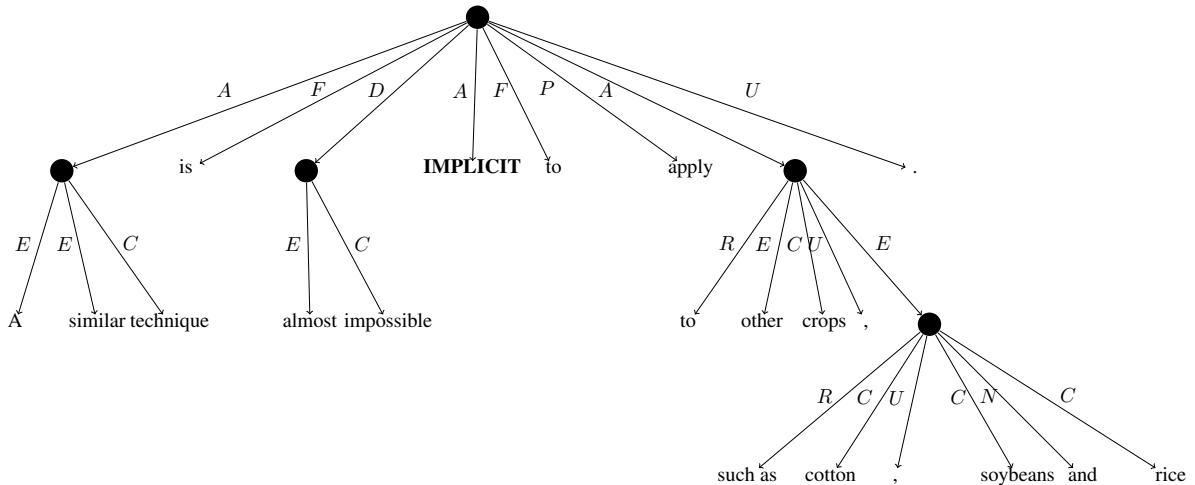 A F D A F P A U
is IMPLICIT to apply .
E E C E C R E C U E
A similar technique almost impossible to other crops ,
R C U C N C
such as cotton , soybeans and rice